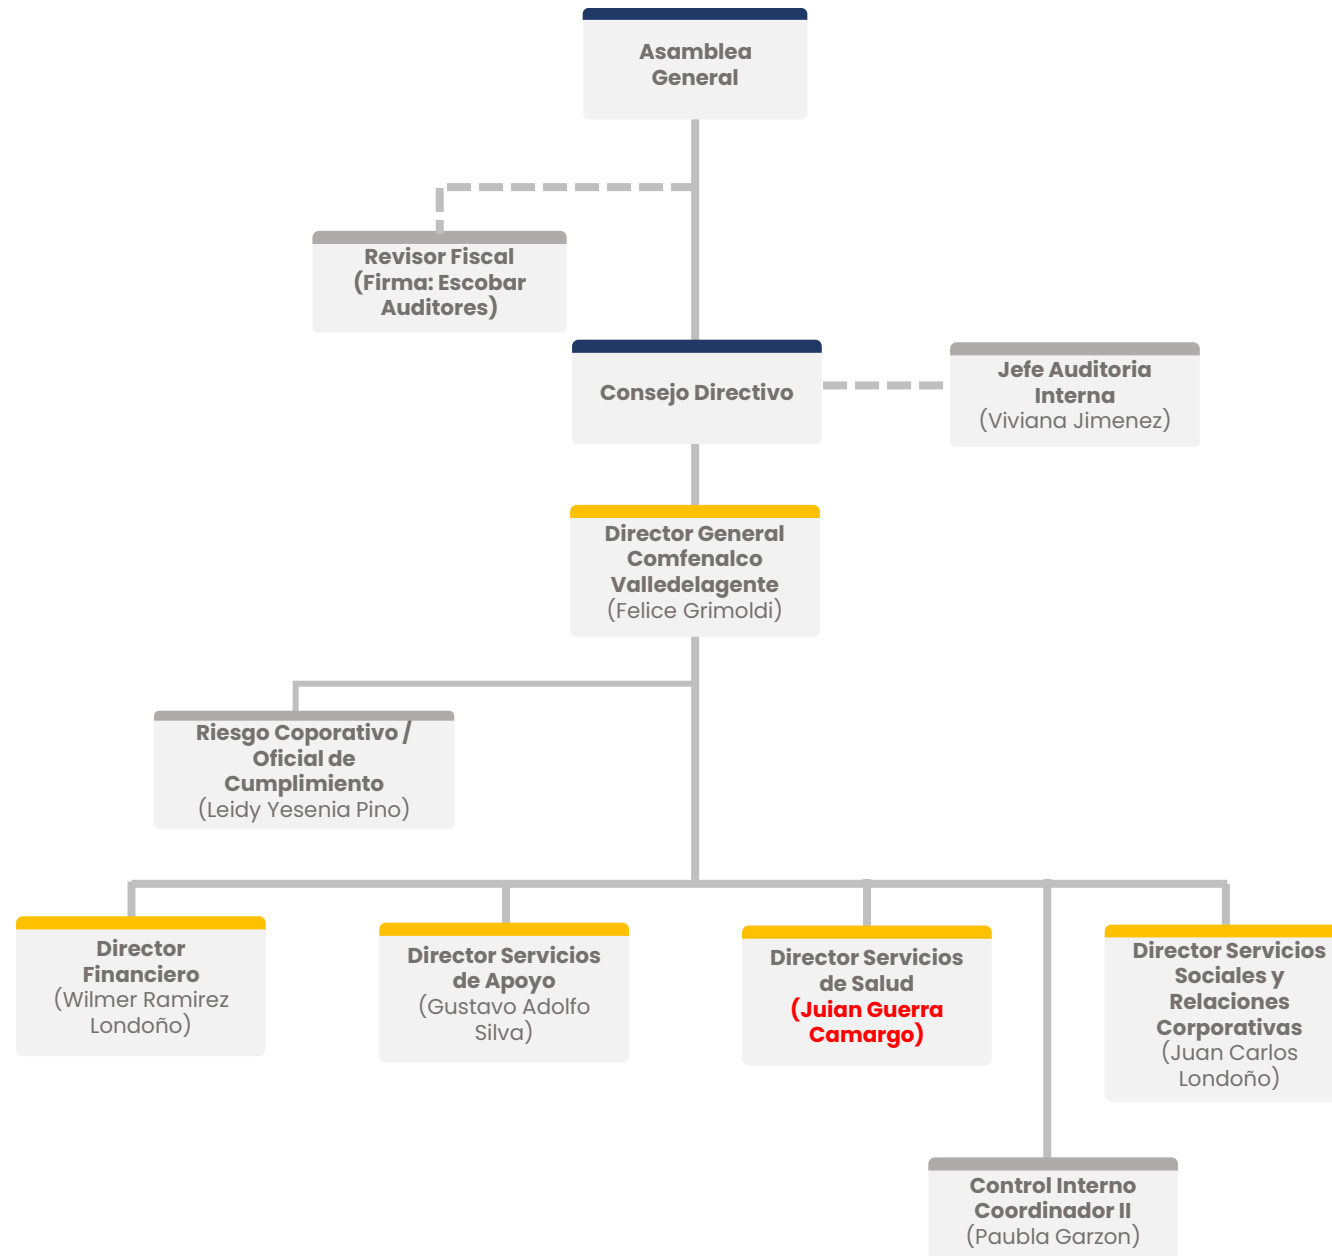 Asamblea
General
Revisor Fiscal
(Firma: Escobar
Auditores)
Consejo Directivo
Jefe Auditoria
Interna
(Viviana Jimenez)
Director General
Comfenalco
Valledelagente
(Felice Grimoldi)
Riesgo Coporativo /
Oficial de
Cumplimiento
(Leidy Yesenia Pino)
Director
Financiero
(Wilmer Ramirez
Londoño)
Director Servicios
de Apoyo
(Gustavo Adolfo
Silva)
Director Servicios
de Salud
(Juian Guerra
Camargo)
Director Servicios
Sociales y
Relaciones
Corporativas
(Juan Carlos
Londoño)
Control Interno
Coordinador II
(Paubla Garzon)